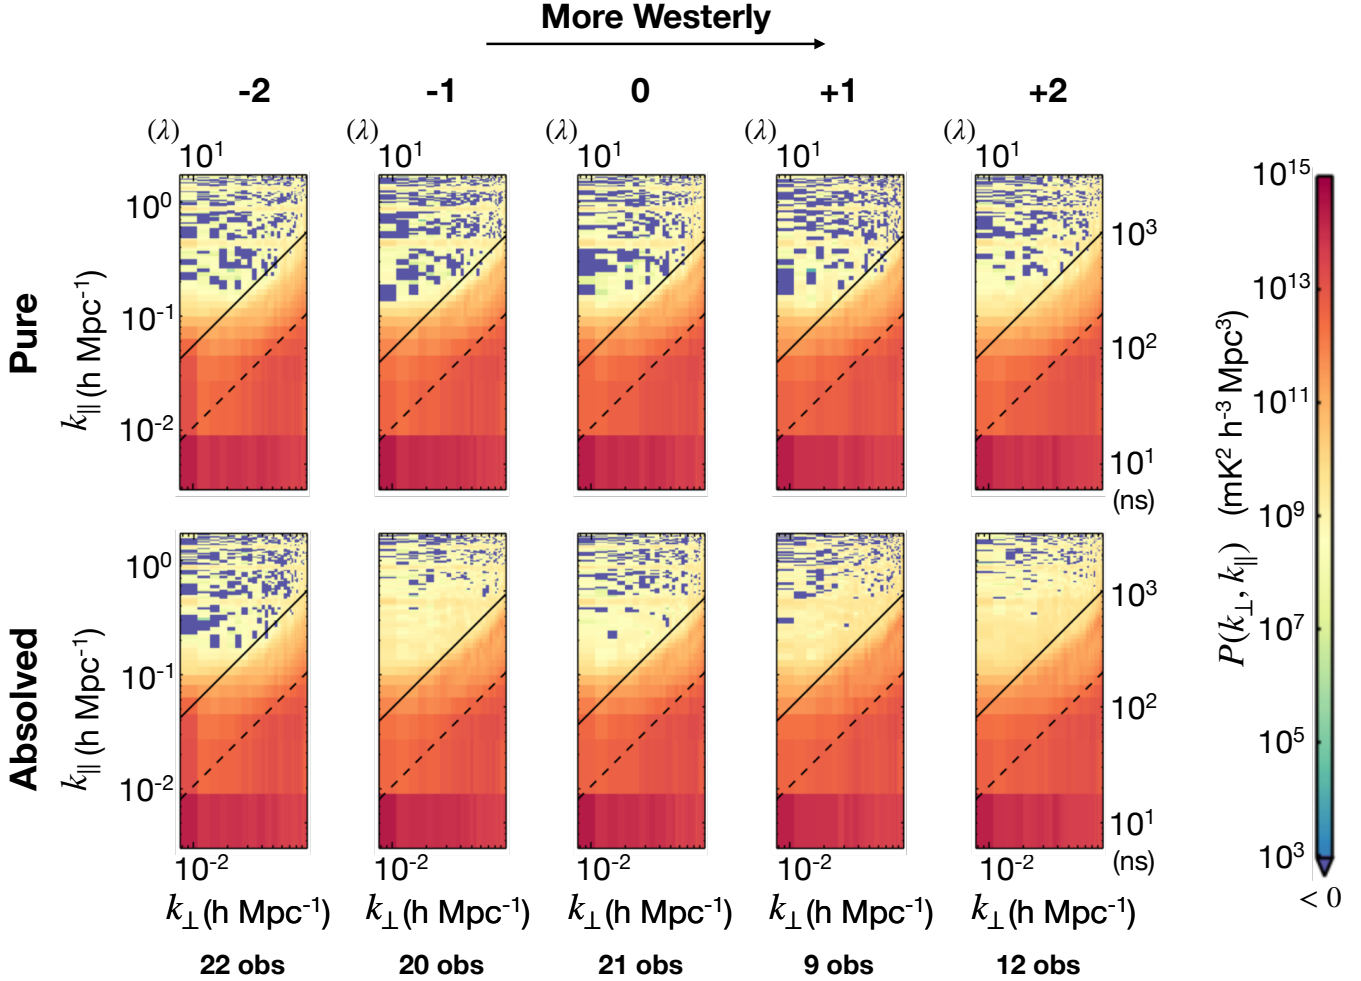 More Westerly
-2 -1 0 +1 +2
(λ) (λ) (λ) (λ) (λ)
10¹ 10¹ 10¹ 10¹ 10¹
Pure
k∥ (h Mpc⁻¹)
10⁰
10⁻¹
10⁻²
10³
10²
10¹
(ns)
Absolved
k∥ (h Mpc⁻¹)
10⁰
10⁻¹
10⁻²
10³
10²
10¹
(ns)
10⁻² 10⁻² 10⁻² 10⁻² 10⁻²
k⊥ (h Mpc⁻¹) k⊥ (h Mpc⁻¹) k⊥ (h Mpc⁻¹) k⊥ (h Mpc⁻¹) k⊥ (h Mpc⁻¹)
22 obs 20 obs 21 obs 9 obs 12 obs
P(k⊥, k∥) (mK² h⁻³ Mpc³)
10¹⁵
10¹³
10¹¹
10⁹
10⁷
10⁵
10³
< 0